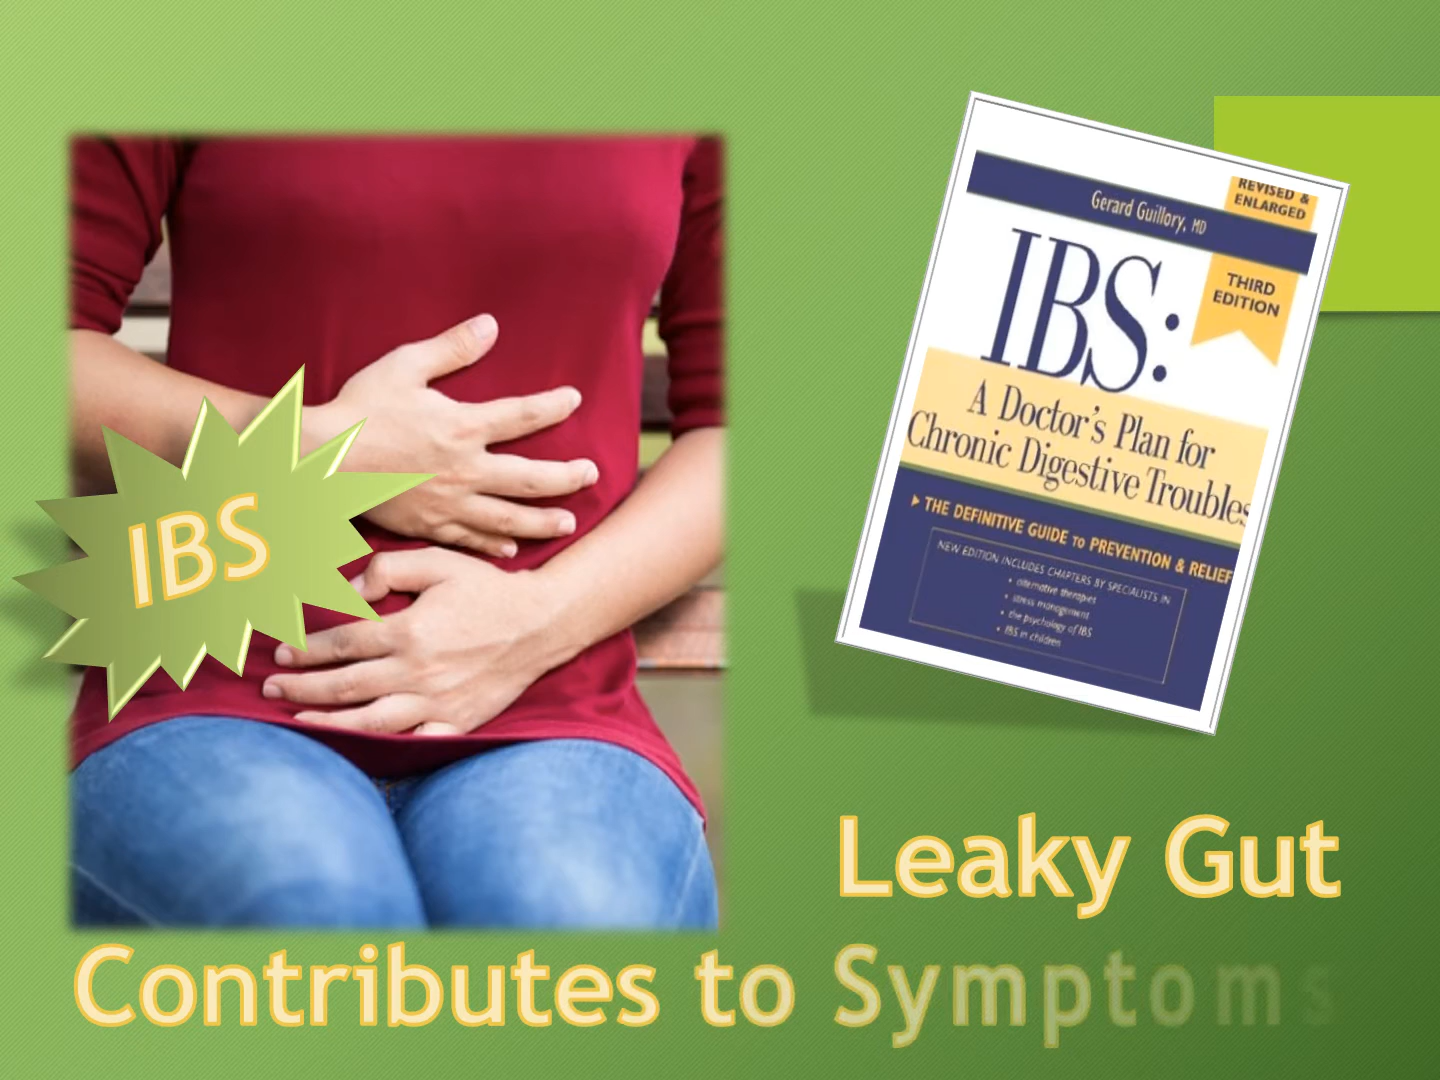 IBS
Gerard Guillory, MD
REVISED &
ENLARGED
THIRD
EDITION
IBS:
A Doctor's Plan for
Chronic Digestive Troubles
THE DEFINITIVE GUIDE TO PREVENTION & RELIEF
NEW EDITION INCLUDES CHAPTERS BY SPECIALISTS IN
• alternative therapies
• stress management
• the psychology of IBS
• IBS in children
Leaky Gut
Contributes to Symptoms